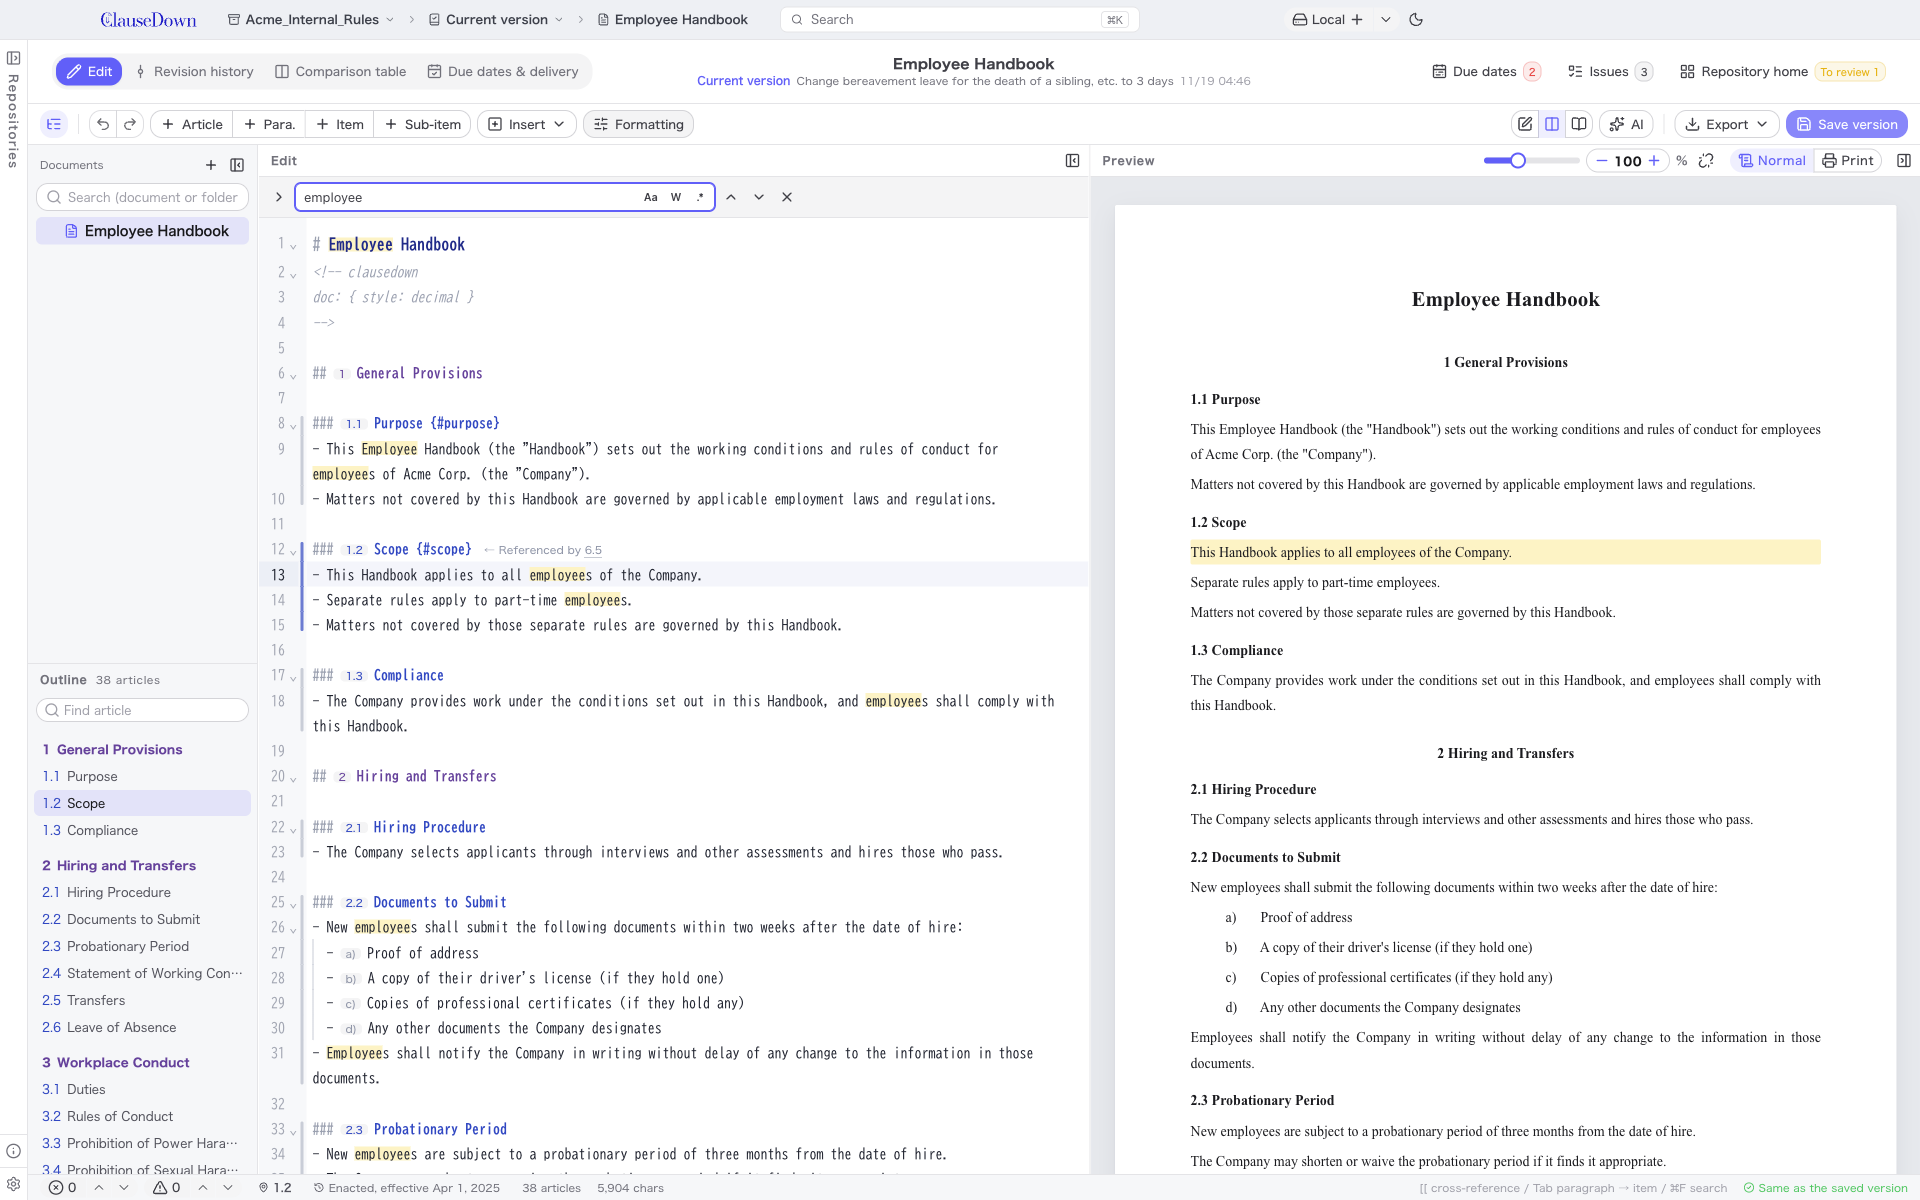 ClauseDown
Acme_Internal_Rules
Current version
Employee Handbook
Search ⌘K
Local
Repositories
Edit
Revision history
Comparison table
Due dates & delivery
Employee Handbook
Current version Change bereavement leave for the death of a sibling, etc. to 3 days 11/19 04:46
Due dates 2
Issues 3
Repository home To review 1
+ Article
+ Para.
+ Item
+ Sub-item
Insert
Formatting
AI
Export
Save version
Documents
Search (document or folder
Employee Handbook
Outline 38 articles
Find article
1 General Provisions
1.1 Purpose
1.2 Scope
1.3 Compliance
2 Hiring and Transfers
2.1 Hiring Procedure
2.2 Documents to Submit
2.3 Probationary Period
2.4 Statement of Working Con···
2.5 Transfers
2.6 Leave of Absence
3 Workplace Conduct
3.1 Duties
3.2 Rules of Conduct
3.3 Prohibition of Power Hara···
3.4 Prohibition of Sexual Hara···
Edit
employee Aa W .*
1 # Employee Handbook
2 <!-- clausedown
3 doc: { style: decimal }
4 -->
5
6 ## 1 General Provisions
7
8 ### 1.1 Purpose {#purpose}
9 - This Employee Handbook (the "Handbook") sets out the working conditions and rules of conduct for
employees of Acme Corp. (the "Company").
10 - Matters not covered by this Handbook are governed by applicable employment laws and regulations.
11
12 ### 1.2 Scope {#scope} ← Referenced by 6.5
13 - This Handbook applies to all employees of the Company.
14 - Separate rules apply to part-time employees.
15 - Matters not covered by those separate rules are governed by this Handbook.
16
17 ### 1.3 Compliance
18 - The Company provides work under the conditions set out in this Handbook, and employees shall comply with
this Handbook.
19
20 ## 2 Hiring and Transfers
21
22 ### 2.1 Hiring Procedure
23 - The Company selects applicants through interviews and other assessments and hires those who pass.
24
25 ### 2.2 Documents to Submit
26 - New employees shall submit the following documents within two weeks after the date of hire:
27 - a) Proof of address
28 - b) A copy of their driver's license (if they hold one)
29 - c) Copies of professional certificates (if they hold any)
30 - d) Any other documents the Company designates
31 - Employees shall notify the Company in writing without delay of any change to the information in those
documents.
32
33 ### 2.3 Probationary Period
34 - New employees are subject to a probationary period of three months from the date of hire.
Preview
100 %
Normal
Print
Employee Handbook
1 General Provisions
1.1 Purpose
This Employee Handbook (the "Handbook") sets out the working conditions and rules of conduct for employees
of Acme Corp. (the "Company").
Matters not covered by this Handbook are governed by applicable employment laws and regulations.
1.2 Scope
This Handbook applies to all employees of the Company.
Separate rules apply to part-time employees.
Matters not covered by those separate rules are governed by this Handbook.
1.3 Compliance
The Company provides work under the conditions set out in this Handbook, and employees shall comply with
this Handbook.
2 Hiring and Transfers
2.1 Hiring Procedure
The Company selects applicants through interviews and other assessments and hires those who pass.
2.2 Documents to Submit
New employees shall submit the following documents within two weeks after the date of hire:
a) Proof of address
b) A copy of their driver's license (if they hold one)
c) Copies of professional certificates (if they hold any)
d) Any other documents the Company designates
Employees shall notify the Company in writing without delay of any change to the information in those
documents.
2.3 Probationary Period
New employees are subject to a probationary period of three months from the date of hire.
The Company may shorten or waive the probationary period if it finds it appropriate.
0
0
1.2
Enacted, effective Apr 1, 2025
38 articles
5,904 chars
[[ cross-reference / Tab paragraph → item / ⌘F search
Same as the saved version